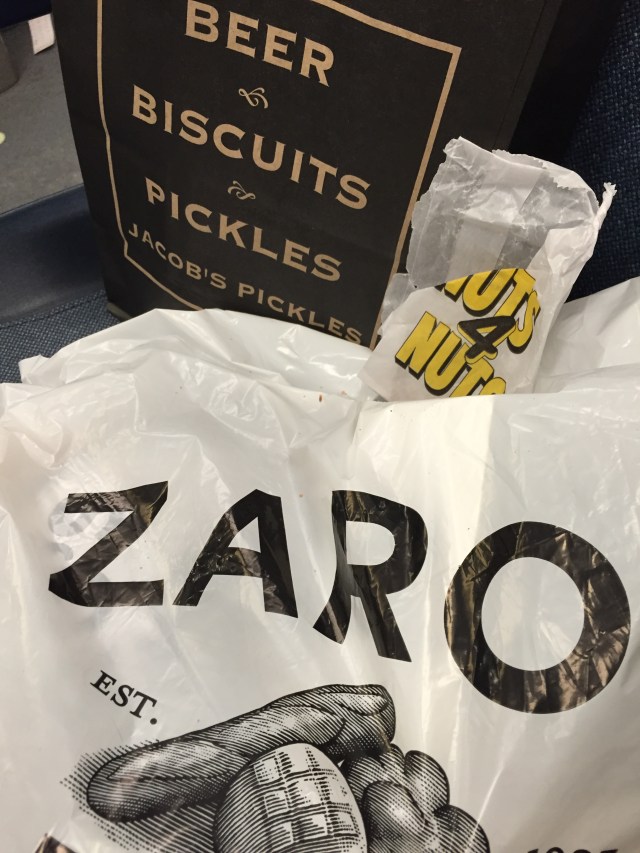 BEER
&
BISCUITS
&
PICKLES
JACOB'S PICKLES
NUTS
4
NUTS
ZARO
EST.